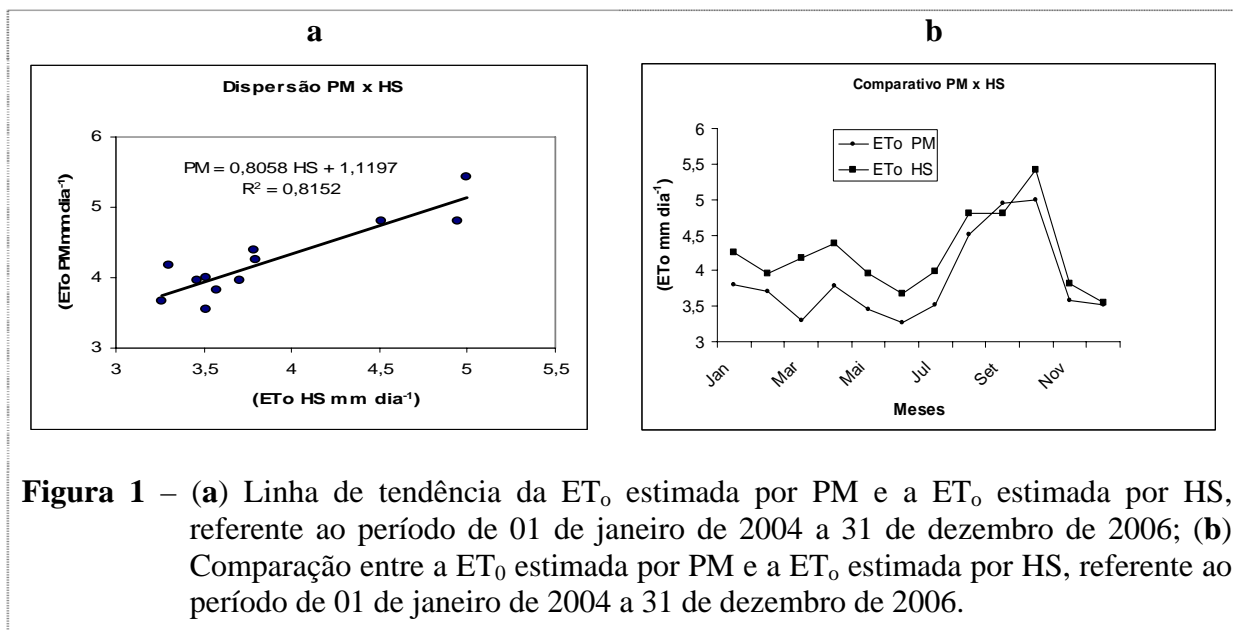 a
b
Dispersão PM x HS
(ETo PM mm dia-¹)
6
5
4
3
PM = 0,8058 HS + 1,1197
R² = 0,8152
3 3,5 4 4,5 5 5,5
(ETo HS mm dia-¹)
Comparativo PM x HS
(ETo mm dia-¹)
6
5,5
5
4,5
4
3,5
3
ETo PM
ETo HS
Jan Mar Mai Jul Set Nov
Meses
Figura 1 – (a) Linha de tendência da ETₒ estimada por PM e a ETₒ estimada por HS,
referente ao período de 01 de janeiro de 2004 a 31 de dezembro de 2006; (b)
Comparação entre a ET₀ estimada por PM e a ETₒ estimada por HS, referente ao
período de 01 de janeiro de 2004 a 31 de dezembro de 2006.